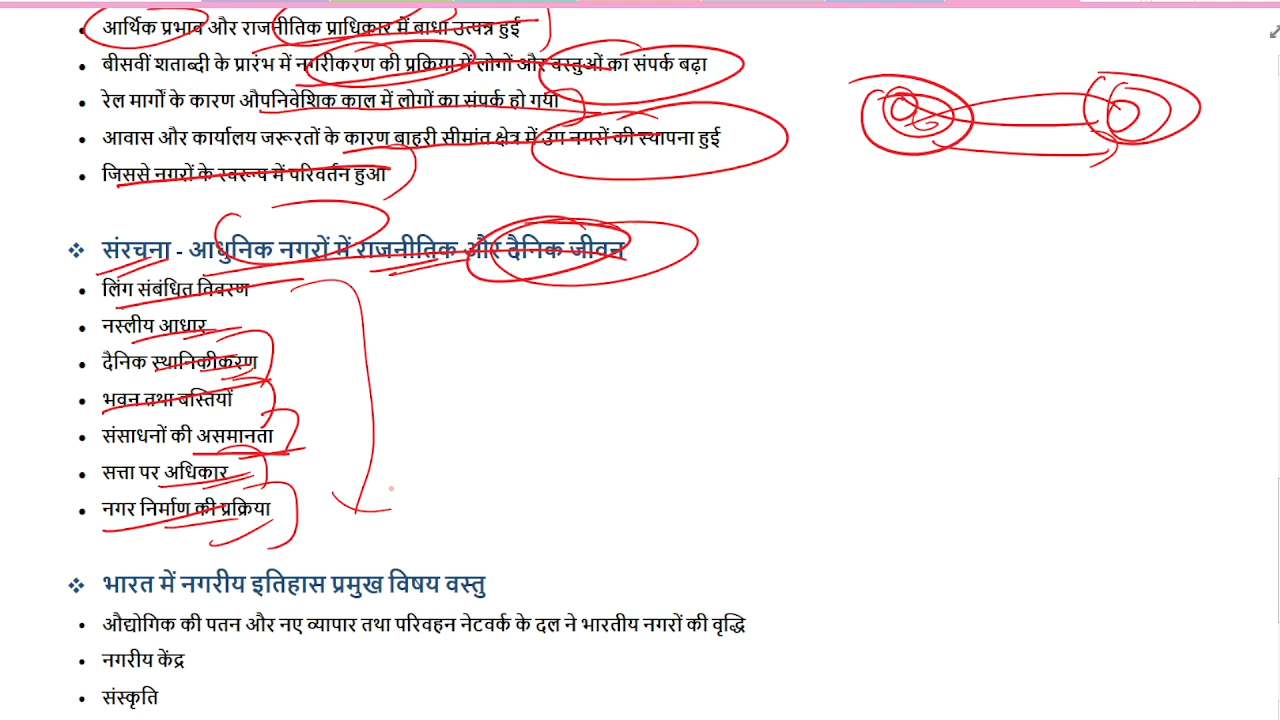 आर्थिक प्रभाव और राजनीतिक प्राधिकार में बाधा उत्पन्न हुई
बीसवीं शताब्दी के प्रारंभ में नगरीकरण की प्रक्रिया में लोगों और वस्तुओं का संपर्क बढ़ा
रेल मार्गों के कारण औपनिवेशिक काल में लोगों का संपर्क हो गया
आवास और कार्यालय जरूरतों के कारण बाहरी सीमांत क्षेत्र में उप नगरों की स्थापना हुई
जिससे नगरों के स्वरूप में परिवर्तन हुआ
संरचना - आधुनिक नगरों में राजनीतिक और दैनिक जीवन
लिंग संबंधित विवरण
नस्लीय आधार
दैनिक स्थानिकीकरण
भवन तथा बस्तियों
संसाधनों की असमानता
सत्ता पर अधिकार
नगर निर्माण की प्रक्रिया
भारत में नगरीय इतिहास प्रमुख विषय वस्तु
औद्योगिक की पतन और नए व्यापार तथा परिवहन नेटवर्क के दल ने भारतीय नगरों की वृद्धि
नगरीय केंद्र
संस्कृति